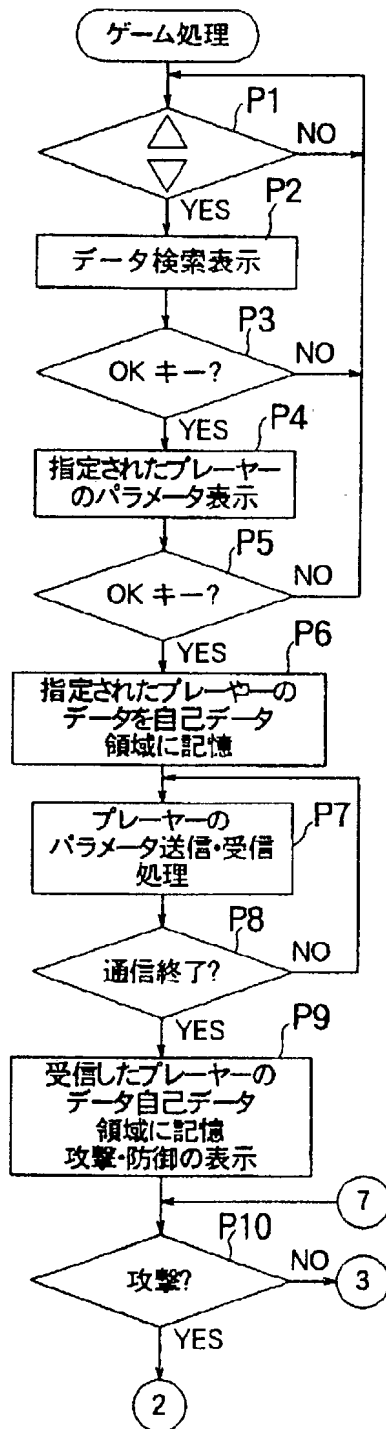 ゲーム処理
P1
△
▽
NO
YES
P2
データ検索表示
P3
OK キー?
NO
YES
P4
指定されたプレーヤー
のパラメータ表示
P5
OK キー?
NO
YES
P6
指定されたプレーヤーの
データを自己データ
領域に記憶
プレーヤーの
パラメータ送信・受信
処理
P7
P8
通信終了?
NO
YES
P9
受信したプレーヤーの
データ自己データ
領域に記憶
攻撃・防御の表示
7
P10
攻撃?
NO
3
YES
2